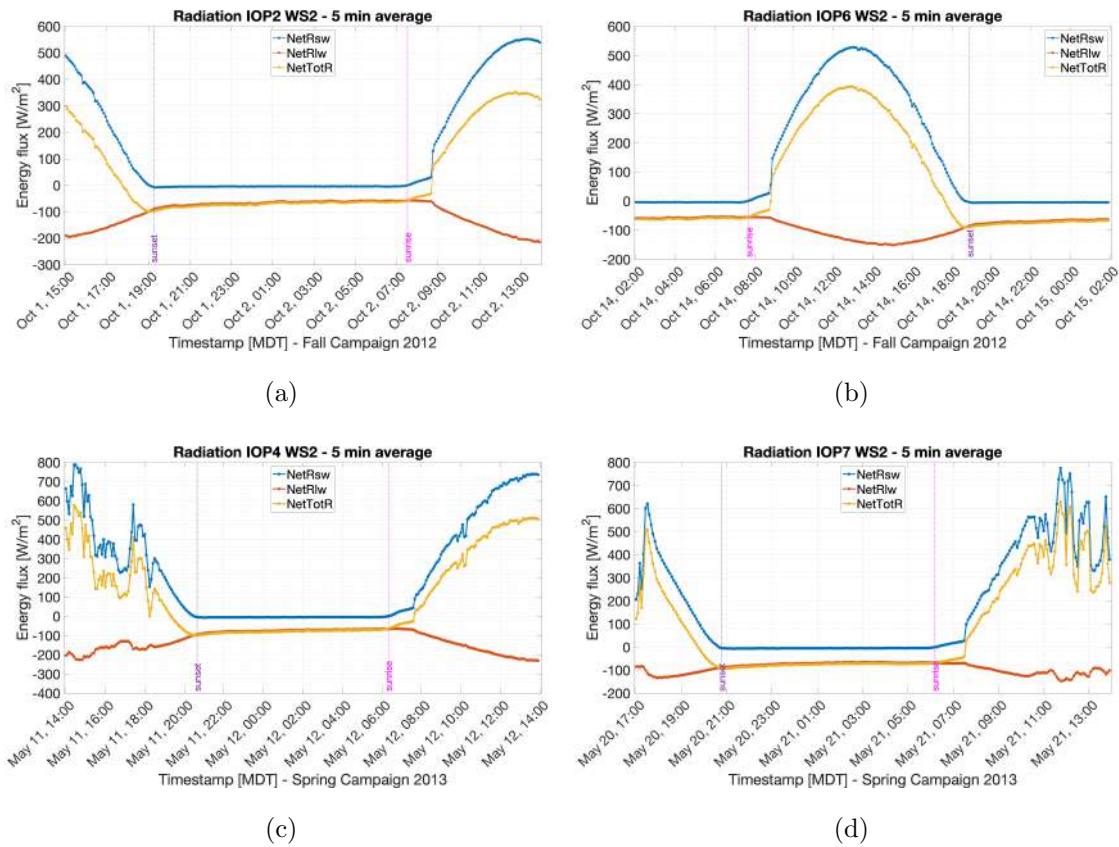 Radiation IOP2 WS2 - 5 min average
600
500
400
300
200
100
0
-100
-200
-300
Energy flux [W/m²]
NetRsw
NetRlw
NetTotR
sunset
sunrise
Oct 1, 15:00
Oct 1, 17:00
Oct 1, 19:00
Oct 1, 21:00
Oct 1, 23:00
Oct 2, 01:00
Oct 2, 03:00
Oct 2, 05:00
Oct 2, 07:00
Oct 2, 09:00
Oct 2, 11:00
Oct 2, 13:00
Timestamp [MDT] - Fall Campaign 2012
(a)
Radiation IOP6 WS2 - 5 min average
600
500
400
300
200
100
0
-100
-200
Energy flux [W/m²]
NetRsw
NetRlw
NetTotR
sunrise
sunset
Oct 14, 02:00
Oct 14, 04:00
Oct 14, 06:00
Oct 14, 08:00
Oct 14, 10:00
Oct 14, 12:00
Oct 14, 14:00
Oct 14, 16:00
Oct 14, 18:00
Oct 14, 20:00
Oct 14, 22:00
Oct 15, 00:00
Oct 15, 02:00
Timestamp [MDT] - Fall Campaign 2012
(b)
Radiation IOP4 WS2 - 5 min average
800
700
600
500
400
300
200
100
0
-100
-200
-300
-400
Energy flux [W/m²]
NetRsw
NetRlw
NetTotR
sunset
sunrise
May 11, 14:00
May 11, 16:00
May 11, 18:00
May 11, 20:00
May 11, 22:00
May 12, 00:00
May 12, 02:00
May 12, 04:00
May 12, 06:00
May 12, 08:00
May 12, 10:00
May 12, 12:00
May 12, 14:00
Timestamp [MDT] - Spring Campaign 2013
(c)
Radiation IOP7 WS2 - 5 min average
800
700
600
500
400
300
200
100
0
-100
-200
Energy flux [W/m²]
NetRsw
NetRlw
NetTotR
sunset
sunrise
May 20, 17:00
May 20, 19:00
May 20, 21:00
May 20, 23:00
May 21, 01:00
May 21, 03:00
May 21, 05:00
May 21, 07:00
May 21, 09:00
May 21, 11:00
May 21, 13:00
Timestamp [MDT] - Spring Campaign 2013
(d)